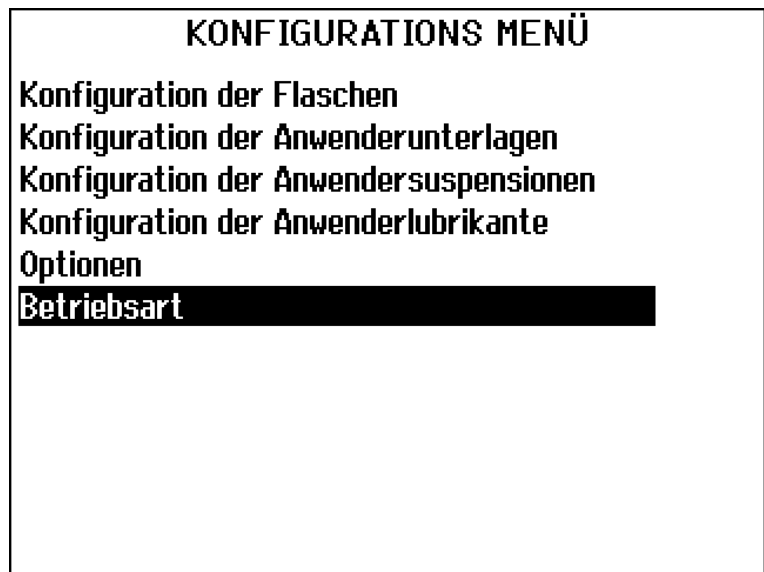 KONFIGURATIONS MENÜ
Konfiguration der Flaschen
Konfiguration der Anwenderunterlagen
Konfiguration der Anwendersuspensionen
Konfiguration der Anwenderlubrikante
Optionen
Betriebsart